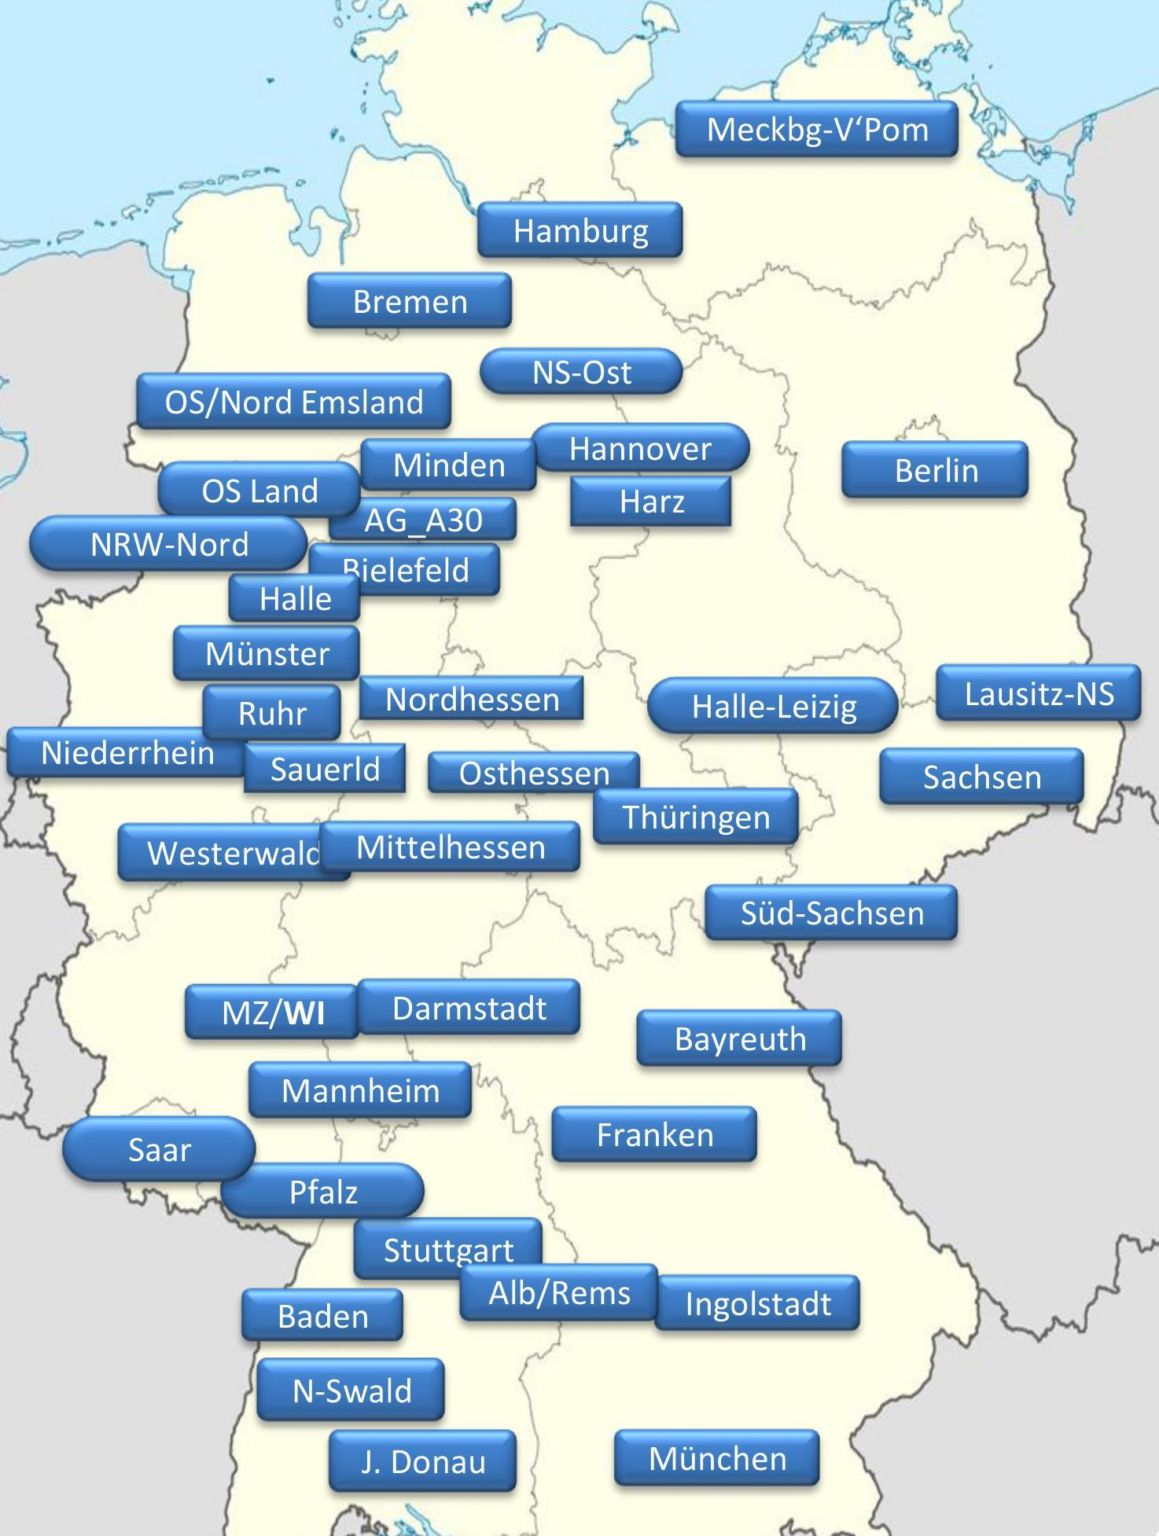 Meckbg-V‘Pom
Hamburg
Bremen
NS-Ost
OS/Nord Emsland
Hannover
Minden
Berlin
OS Land
Harz
AG_A30
NRW-Nord
Bielefeld
Halle
Münster
Lausitz-NS
Nordhessen
Halle-Leizig
Ruhr
Niederrhein
Sauerld
Osthessen
Sachsen
Thüringen
Westerwald
Mittelhessen
Süd-Sachsen
MZ/WI
Darmstadt
Bayreuth
Mannheim
Franken
Saar
Pfalz
Stuttgart
Alb/Rems
Ingolstadt
Baden
N-Swald
J. Donau
München